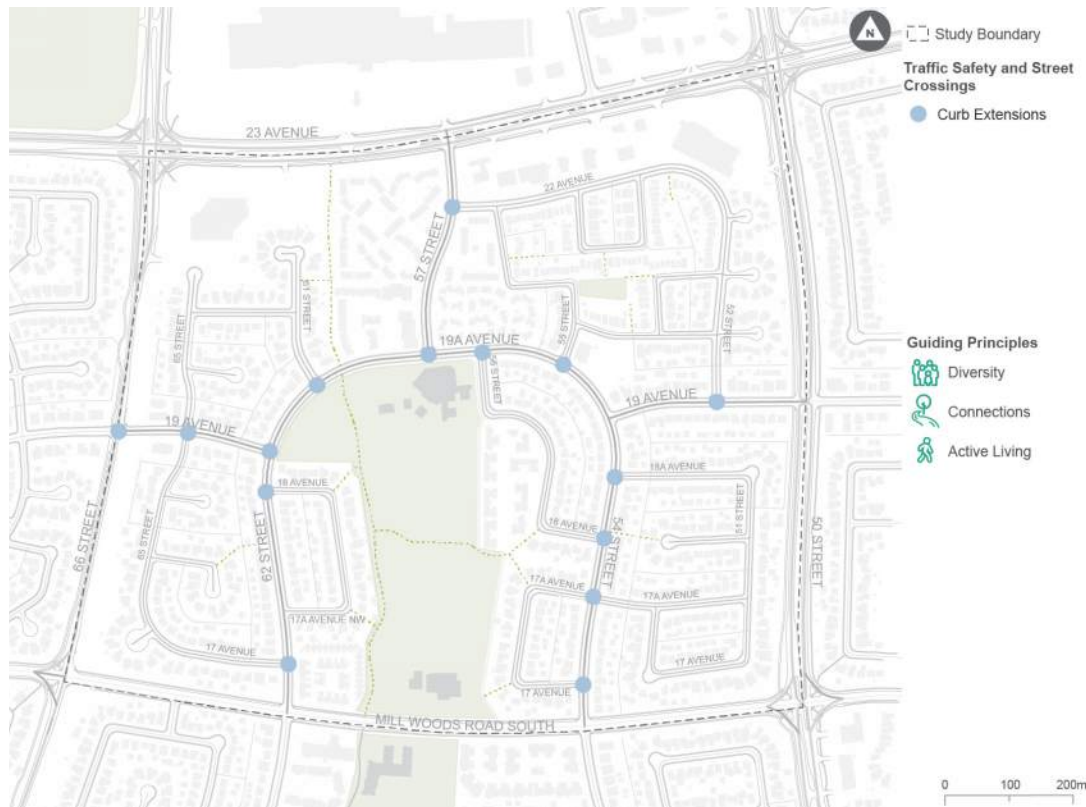 N
Study Boundary
Traffic Safety and Street
Crossings
Curb Extensions
23 AVENUE
22 AVENUE
57 STREET
61 STREET
65 STREET
19A AVENUE
55 STREET
52 STREET
56 STREET
19 AVENUE
19 AVENUE
18 AVENUE
18A AVENUE
51 STREET
66 STREET
65 STREET
62 STREET
18 AVENUE
54 STREET
50 STREET
17A AVENUE
17A AVENUE
17A AVENUE NW
17 AVENUE
17 AVENUE
17 AVENUE
MILL WOODS ROAD SOUTH
Guiding Principles
Diversity
Connections
Active Living
0 100 200m